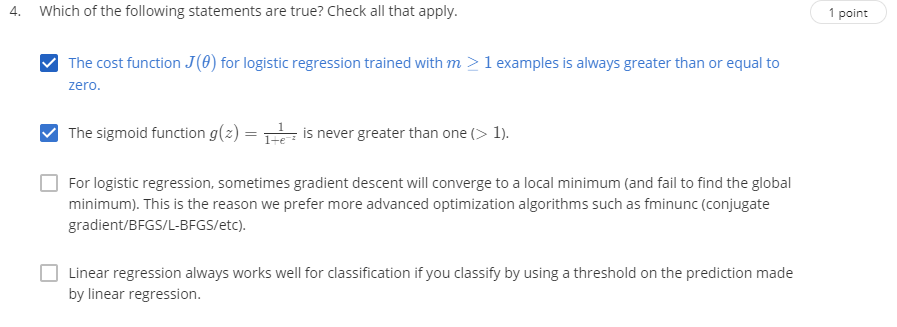 4. Which of the following statements are true? Check all that apply.
1 point
The cost function J(θ) for logistic regression trained with m ≥ 1 examples is always greater than or equal to
zero.
The sigmoid function g(z) = 1/(1+e^{-z}) is never greater than one (> 1).
For logistic regression, sometimes gradient descent will converge to a local minimum (and fail to find the global
minimum). This is the reason we prefer more advanced optimization algorithms such as fminunc (conjugate
gradient/BFGS/L-BFGS/etc).
Linear regression always works well for classification if you classify by using a threshold on the prediction made
by linear regression.